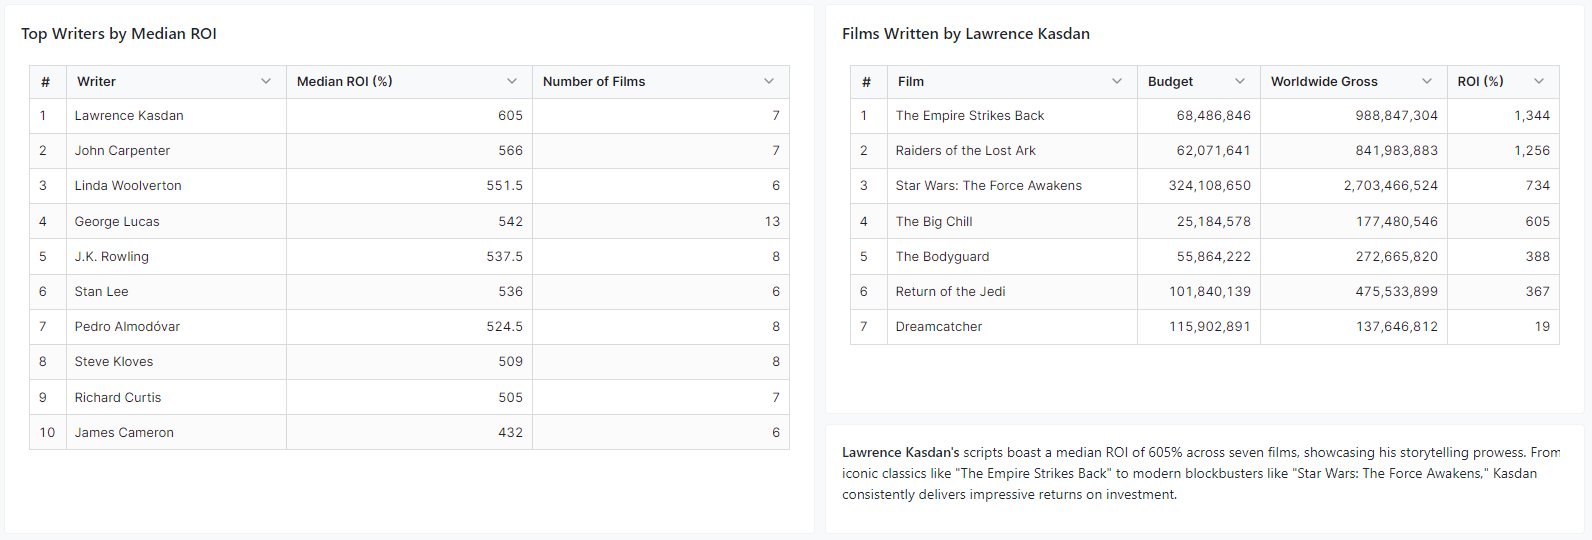 Top Writers by Median ROI
# Writer Median ROI (%) Number of Films
1 Lawrence Kasdan 605 7
2 John Carpenter 566 7
3 Linda Woolverton 551.5 6
4 George Lucas 542 13
5 J.K. Rowling 537.5 8
6 Stan Lee 536 6
7 Pedro Almodóvar 524.5 8
8 Steve Kloves 509 8
9 Richard Curtis 505 7
10 James Cameron 432 6
Films Written by Lawrence Kasdan
# Film Budget Worldwide Gross ROI (%)
1 The Empire Strikes Back 68,486,846 988,847,304 1,344
2 Raiders of the Lost Ark 62,071,641 841,983,883 1,256
3 Star Wars: The Force Awakens 324,108,650 2,703,466,524 734
4 The Big Chill 25,184,578 177,480,546 605
5 The Bodyguard 55,864,222 272,665,820 388
6 Return of the Jedi 101,840,139 475,533,899 367
7 Dreamcatcher 115,902,891 137,646,812 19
Lawrence Kasdan's scripts boast a median ROI of 605% across seven films, showcasing his storytelling prowess. From
iconic classics like "The Empire Strikes Back" to modern blockbusters like "Star Wars: The Force Awakens," Kasdan
consistently delivers impressive returns on investment.